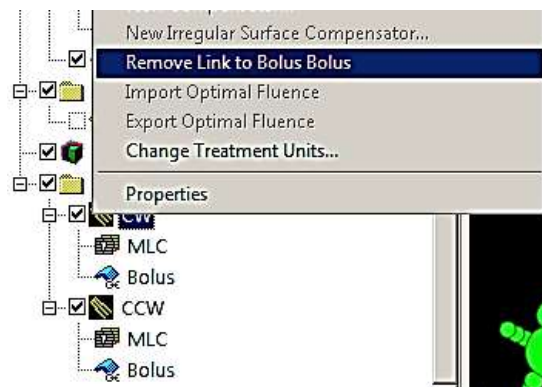 New Irregular Surface Compensator...
Remove Link to Bolus Bolus
Import Optimal Fluence
Export Optimal Fluence
Change Treatment Units...
Properties
CW
MLC
Bolus
CCW
MLC
Bolus